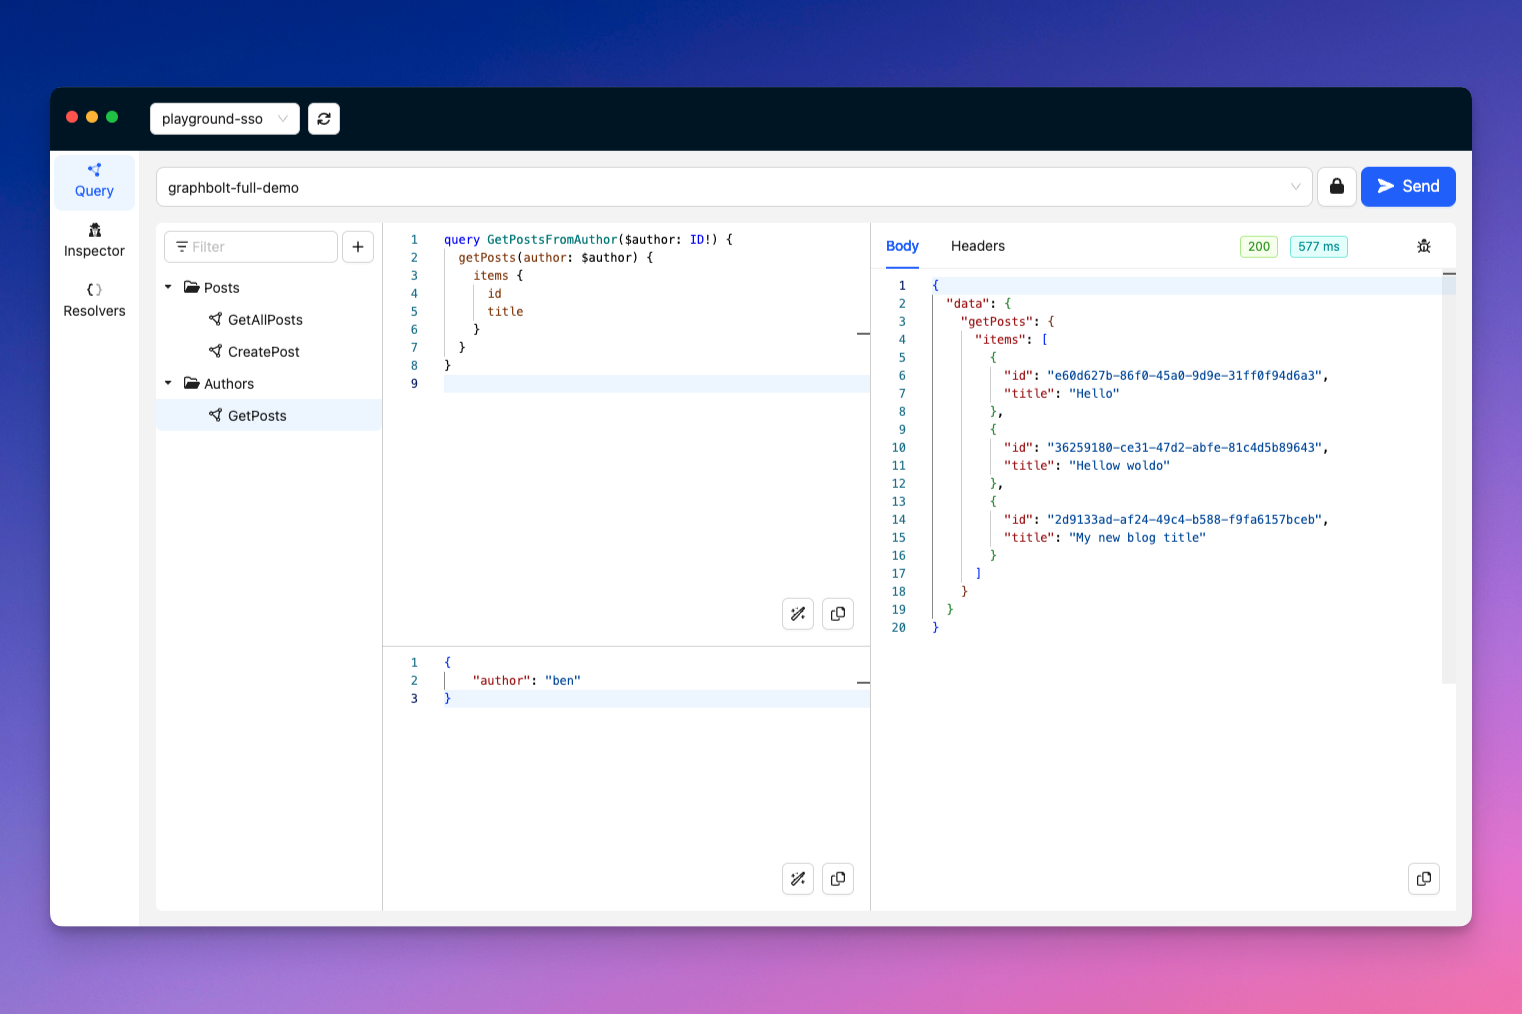 playground-sso
Query
Inspector
Resolvers
graphbolt-full-demo
Send
Filter
Posts
GetAllPosts
CreatePost
Authors
GetPosts
1 query GetPostsFromAuthor($author: ID!) {
2 getPosts(author: $author) {
3 items {
4 id
5 title
6 }
7 }
8 }
9
1 {
2 "author": "ben"
3 }
Body Headers 200 577 ms
1 {
2 "data": {
3 "getPosts": {
4 "items": [
5 {
6 "id": "e60d627b-86f0-45a0-9d9e-31ff0f94d6a3",
7 "title": "Hello"
8 },
9 {
10 "id": "36259180-ce31-47d2-abfe-81c4d5b89643",
11 "title": "Hellow woldo"
12 },
13 {
14 "id": "2d9133ad-af24-49c4-b588-f9fa6157bceb",
15 "title": "My new blog title"
16 }
17 ]
18 }
19 }
20 }